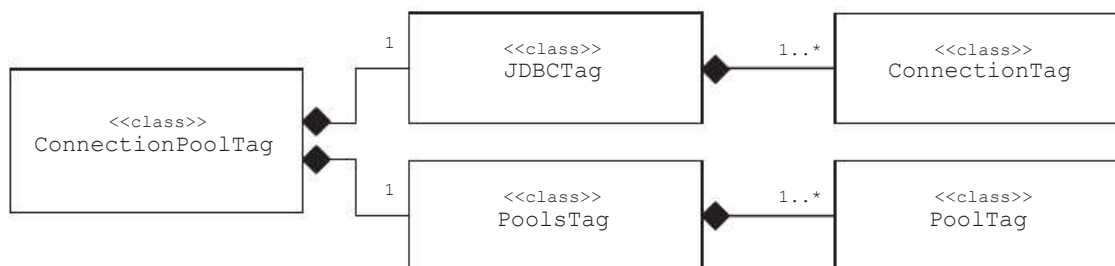 <<class>>
ConnectionPoolTag
1
<<class>>
JDBCTag
1..*
<<class>>
ConnectionTag
1
<<class>>
PoolsTag
1..*
<<class>>
PoolTag